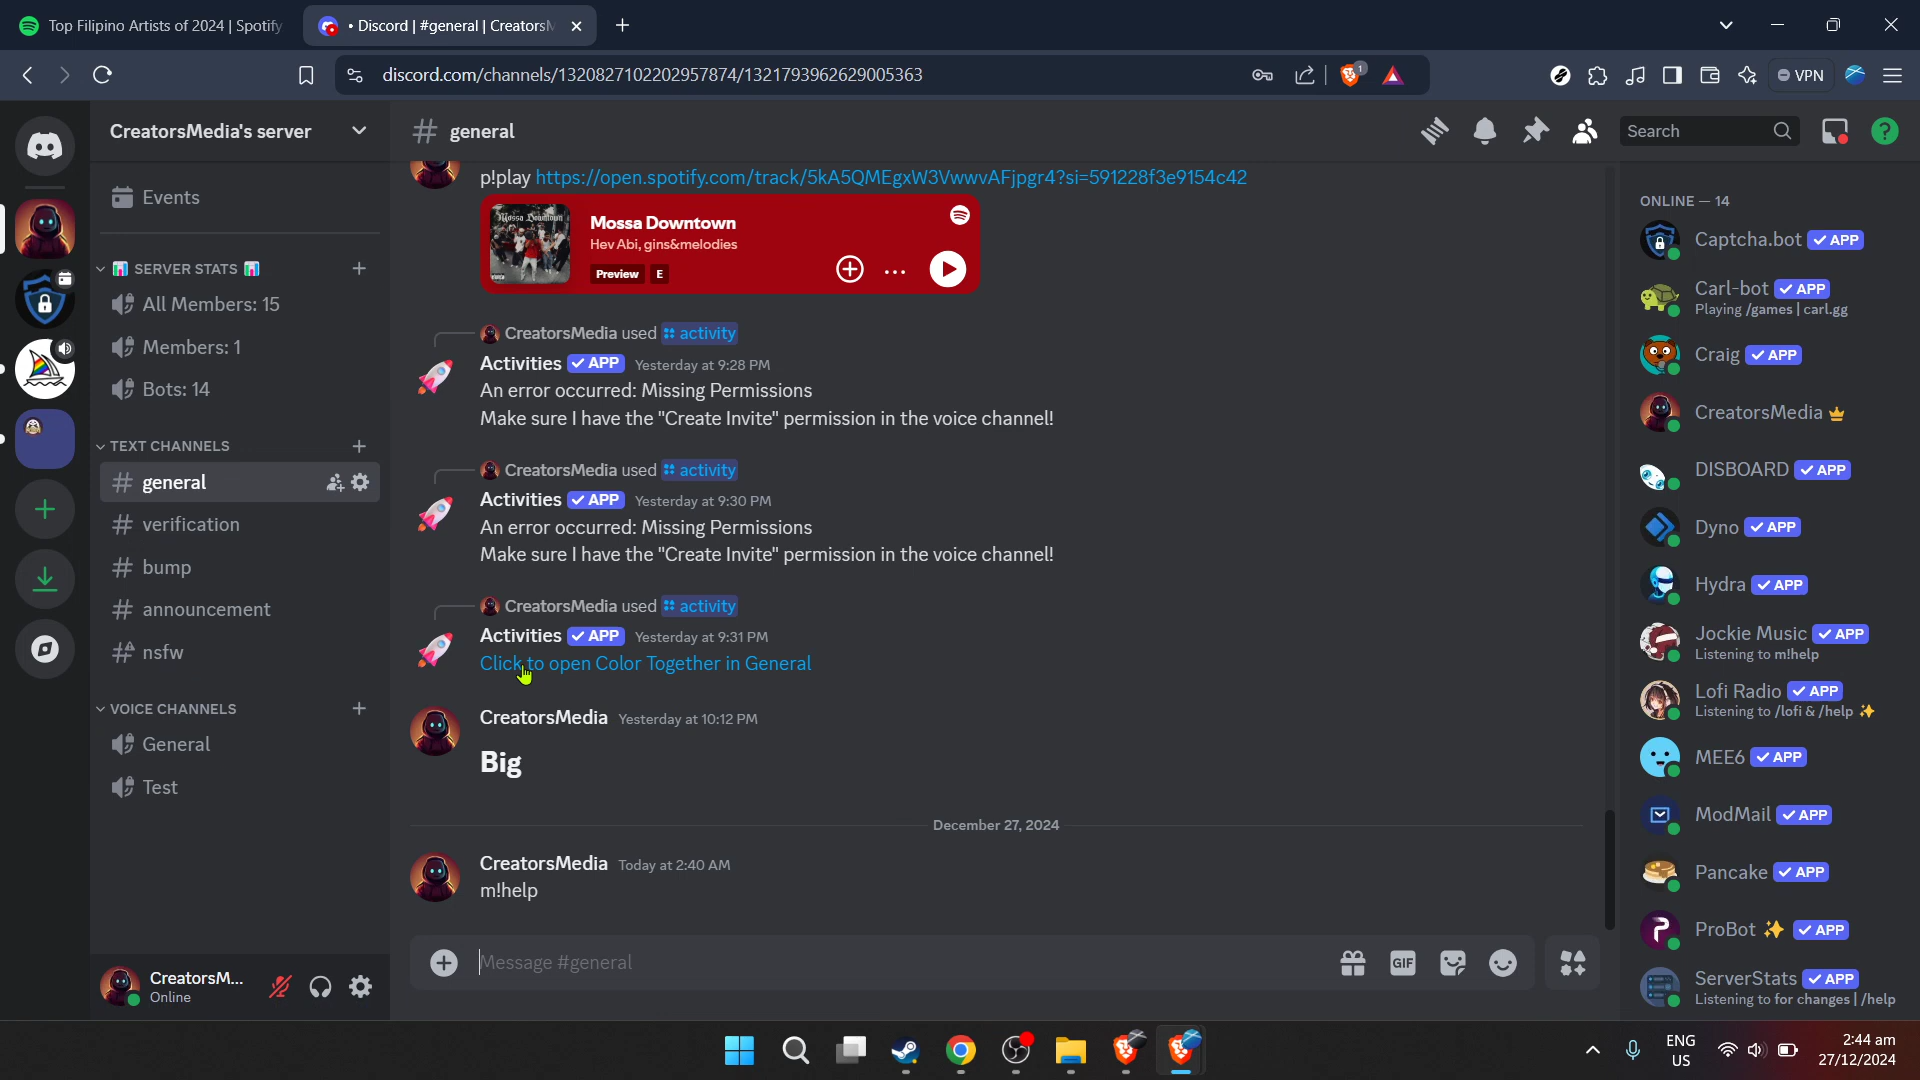 Top Filipino Artists of 2024 | Spotify
• Discord | #general | Creators
discord.com/channels/1320827102202957874/1321793962629005363
1
VPN
CreatorsMedia's server
general
Search
Events
SERVER STATS
All Members: 15
Members: 1
Bots: 14
TEXT CHANNELS
# general
# verification
# bump
# announcement
# nsfw
VOICE CHANNELS
General
Test
CreatorsM...
Online
p!play https://open.spotify.com/track/5kA5QMEgxW3VwwvAFjpgr4?si=591228f3e9154c42
Mossa Downtown
Mossa Downtown
Hev Abi, gins&melodies
Preview E
CreatorsMedia used activity
Activities APP Yesterday at 9:28 PM
An error occurred: Missing Permissions
Make sure I have the "Create Invite" permission in the voice channel!
CreatorsMedia used activity
Activities APP Yesterday at 9:30 PM
An error occurred: Missing Permissions
Make sure I have the "Create Invite" permission in the voice channel!
CreatorsMedia used activity
Activities APP Yesterday at 9:31 PM
Click to open Color Together in General
CreatorsMedia Yesterday at 10:12 PM
Big
December 27, 2024
CreatorsMedia Today at 2:40 AM
m!help
Message #general
GIF
ONLINE — 14
Captcha.bot APP
Carl-bot APP
Playing /games | carl.gg
Craig APP
CreatorsMedia
DISBOARD APP
Dyno APP
Hydra APP
Jockie Music APP
Listening to m!help
Lofi Radio APP
Listening to /lofi & /help
MEE6 APP
ModMail APP
Pancake APP
ProBot APP
ServerStats APP
Listening to for changes | /help
ENG
US
2:44 am
27/12/2024